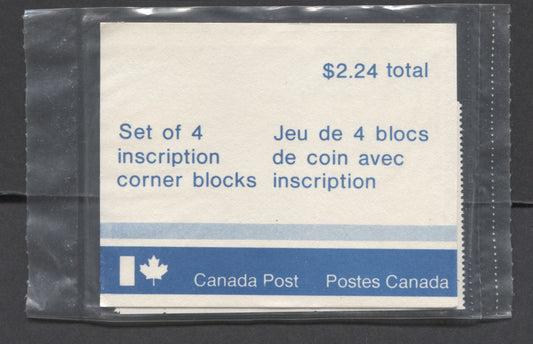 $2.24 total
Set of 4
inscription
corner blocks
Jeu de 4 blocs
de coin avec
inscription
Canada Post
Postes Canada